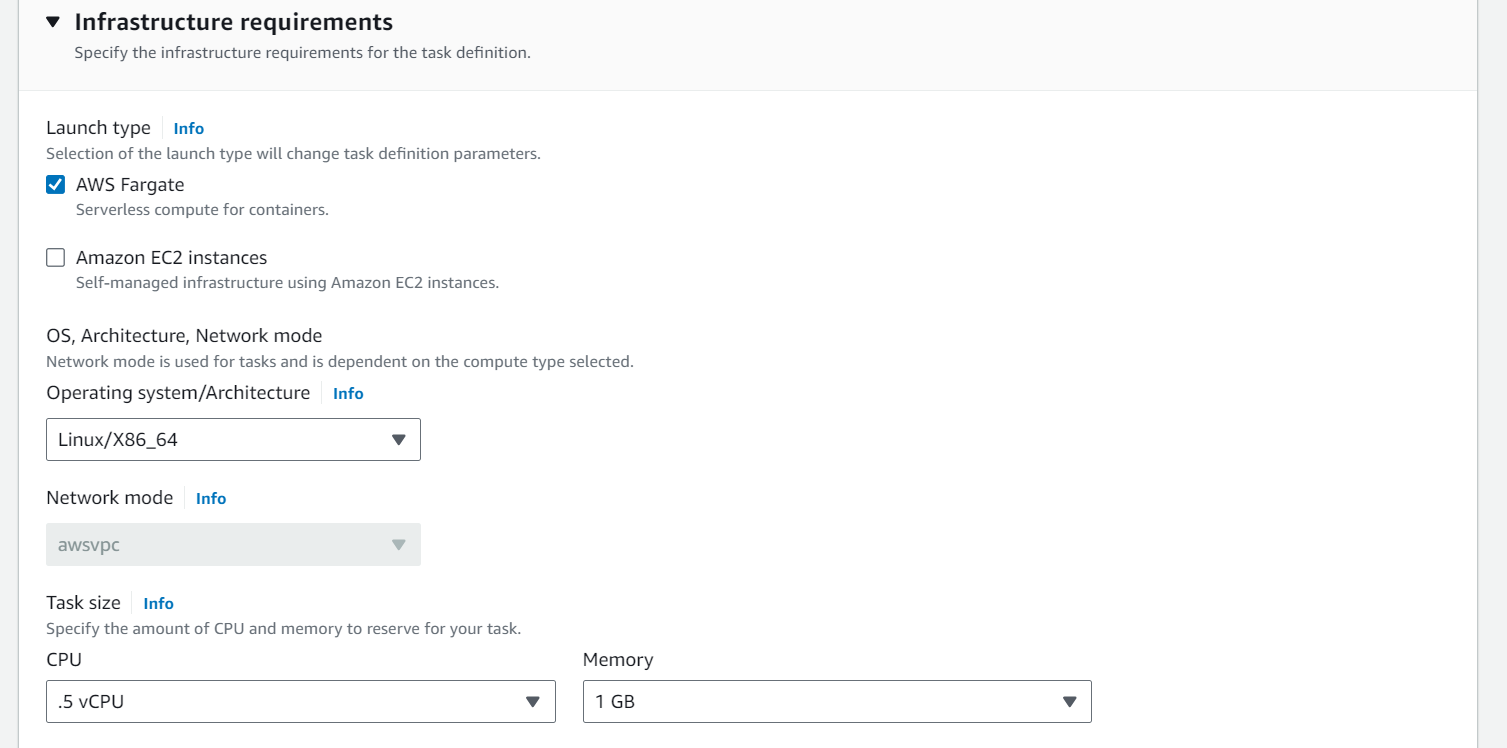 Infrastructure requirements
Specify the infrastructure requirements for the task definition.
Launch type Info
Selection of the launch type will change task definition parameters.
AWS Fargate
Serverless compute for containers.
Amazon EC2 instances
Self-managed infrastructure using Amazon EC2 instances.
OS, Architecture, Network mode
Network mode is used for tasks and is dependent on the compute type selected.
Operating system/Architecture Info
Linux/X86_64
Network mode Info
awsvpc
Task size Info
Specify the amount of CPU and memory to reserve for your task.
CPU Memory
.5 vCPU 1 GB